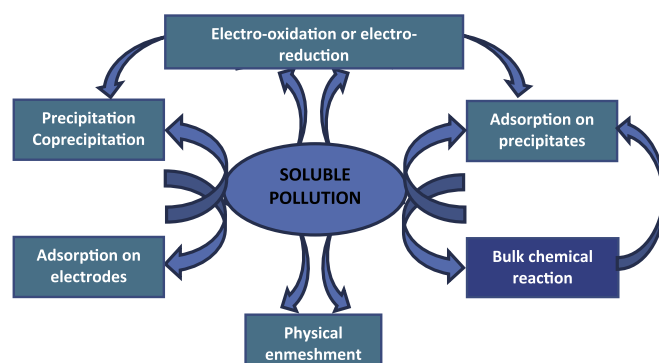 Electro-oxidation or electro-
reduction
Precipitation
Coprecipitation
Adsorption on
precipitates
SOLUBLE
POLLUTION
Adsorption on
electrodes
Bulk chemical
reaction
Physical
enmeshment